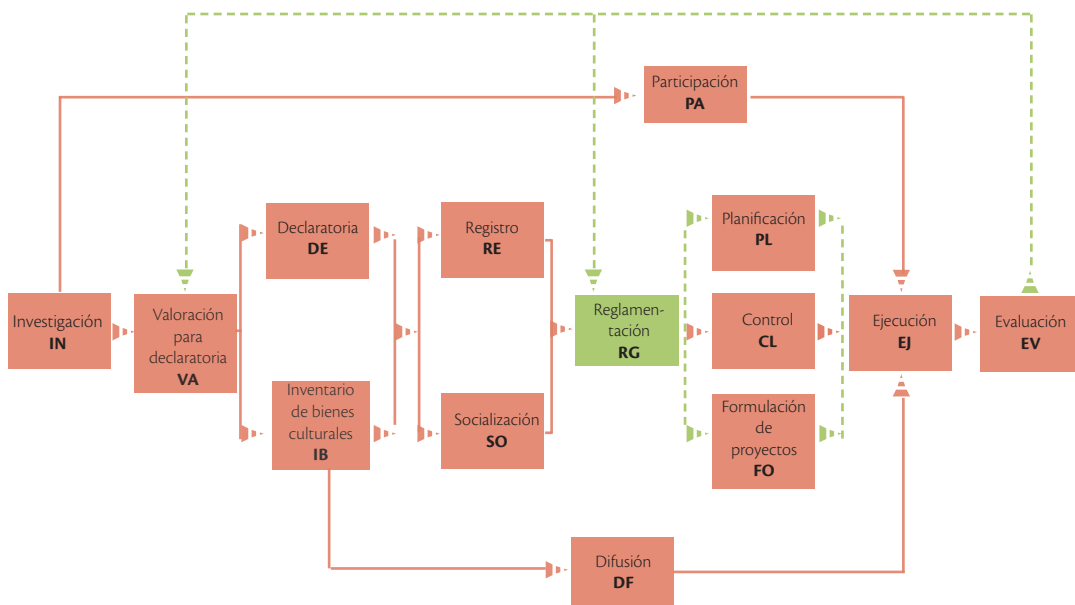 Participación
PA
Declaratoria
DE
Registro
RE
Planificación
PL
Investigación
IN
Valoración
para
declaratoria
VA
Reglamen-
tación
RG
Control
CL
Ejecución
EJ
Evaluación
EV
Inventario
de bienes
culturales
IB
Socialización
SO
Formulación
de
proyectos
FO
Difusión
DF